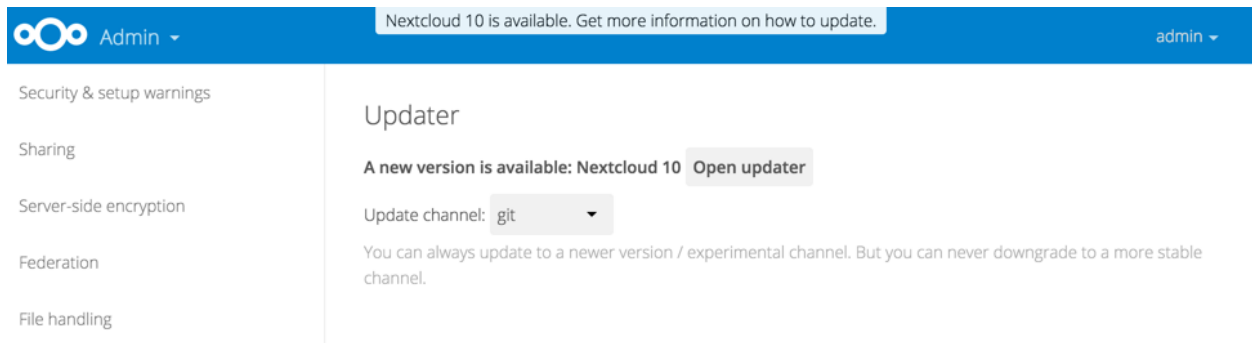 Nextcloud 10 is available. Get more information on how to update.
Admin
admin
Security & setup warnings
Sharing
Server-side encryption
Federation
File handling
Updater
A new version is available: Nextcloud 10 Open updater
Update channel: git
You can always update to a newer version / experimental channel. But you can never downgrade to a more stable
channel.